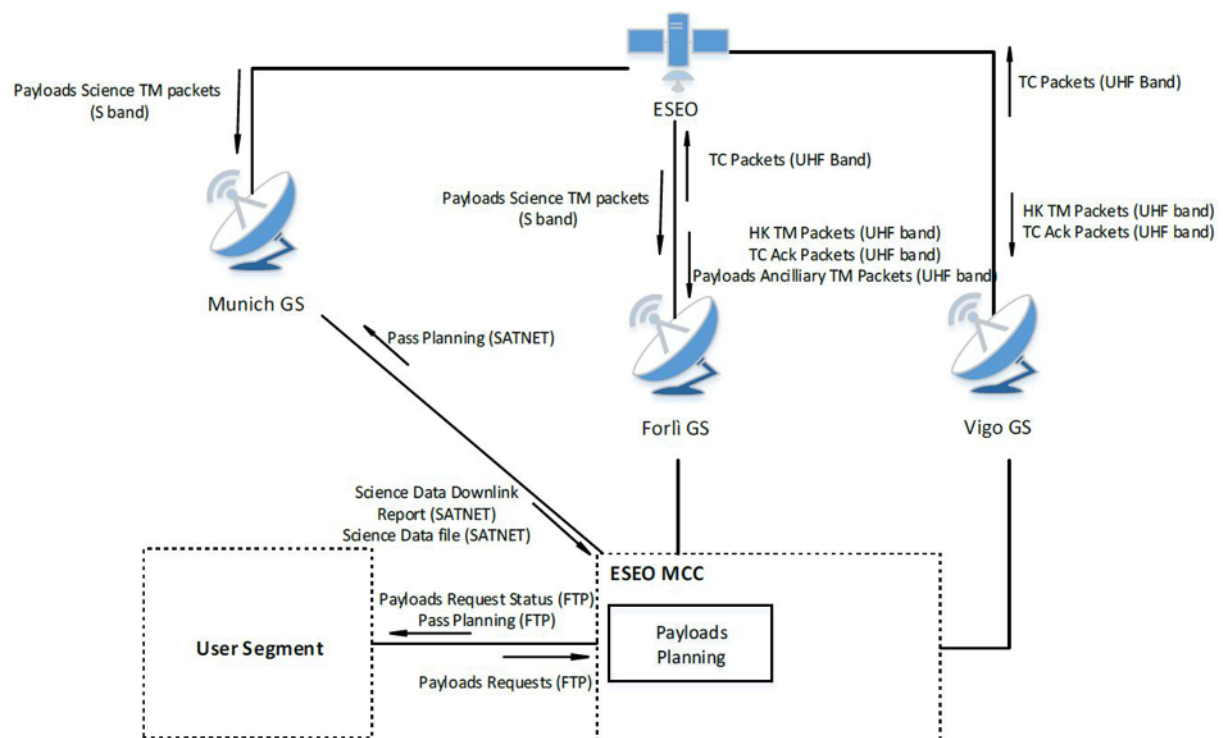 ESEO
Payloads Science TM packets
(S band)
TC Packets (UHF Band)
TC Packets (UHF Band)
Payloads Science TM packets
(S band)
HK TM Packets (UHF band)
TC Ack Packets (UHF band)
Payloads Ancilliary TM Packets (UHF band)
HK TM Packets (UHF band)
TC Ack Packets (UHF band)
Munich GS
Forlì GS
Vigo GS
Pass Planning (SATNET)
Science Data Downlink
Report (SATNET)
Science Data file (SATNET)
ESEO MCC
Payloads Request Status (FTP)
Pass Planning (FTP)
User Segment
Payloads
Planning
Payloads Requests (FTP)